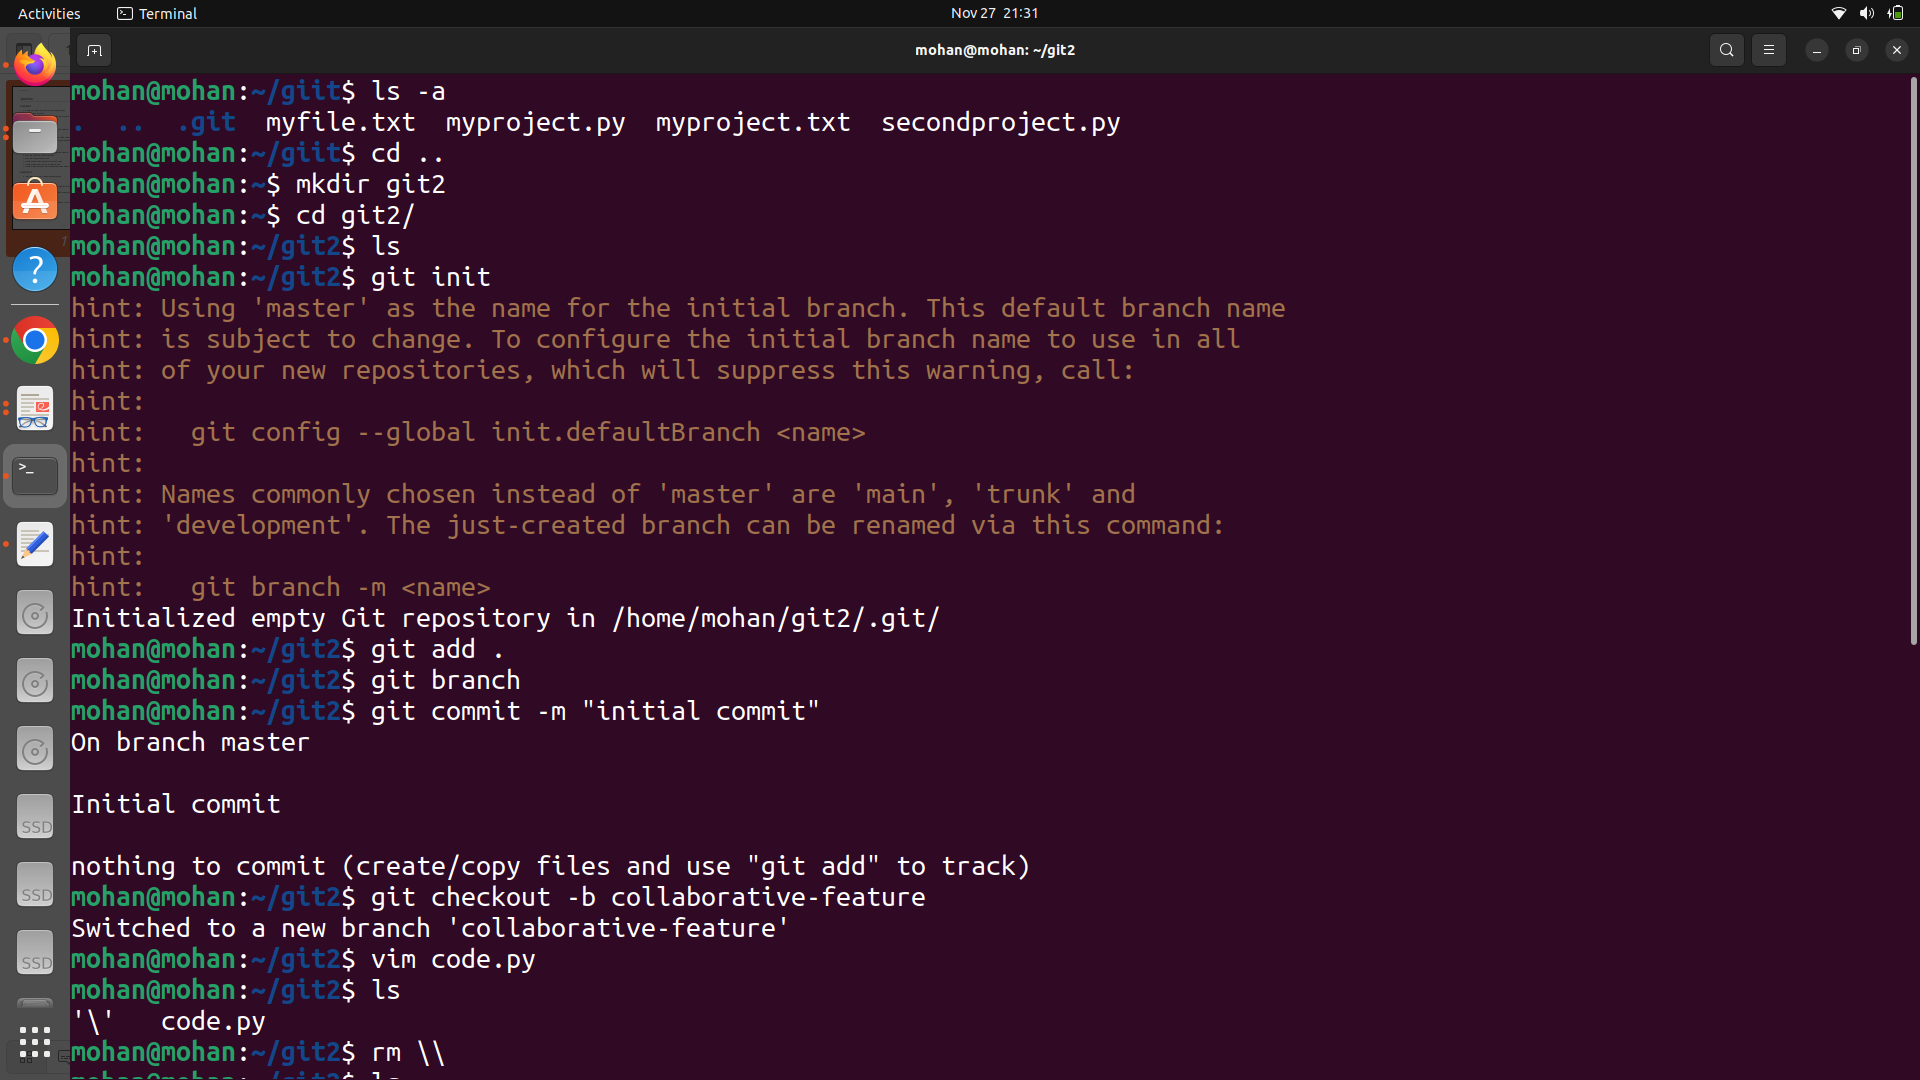 Activities
Terminal
Nov 27 21:31
mohan@mohan: ~/git2
mohan@mohan:~/giit$ ls -a
. .. .git myfile.txt myproject.py myproject.txt secondproject.py
mohan@mohan:~/giit$ cd ..
mohan@mohan:~$ mkdir git2
mohan@mohan:~$ cd git2/
mohan@mohan:~/git2$ ls
mohan@mohan:~/git2$ git init
hint: Using 'master' as the name for the initial branch. This default branch name
hint: is subject to change. To configure the initial branch name to use in all
hint: of your new repositories, which will suppress this warning, call:
hint:
hint:   git config --global init.defaultBranch <name>
hint:
hint: Names commonly chosen instead of 'master' are 'main', 'trunk' and
hint: 'development'. The just-created branch can be renamed via this command:
hint:
hint:   git branch -m <name>
Initialized empty Git repository in /home/mohan/git2/.git/
mohan@mohan:~/git2$ git add .
mohan@mohan:~/git2$ git branch
mohan@mohan:~/git2$ git commit -m "initial commit"
On branch master
Initial commit
nothing to commit (create/copy files and use "git add" to track)
mohan@mohan:~/git2$ git checkout -b collaborative-feature
Switched to a new branch 'collaborative-feature'
mohan@mohan:~/git2$ vim code.py
mohan@mohan:~/git2$ ls
'\'   code.py
mohan@mohan:~/git2$ rm \\
mohan@mohan:~/git2$ ls
SSD
SSD
SSD